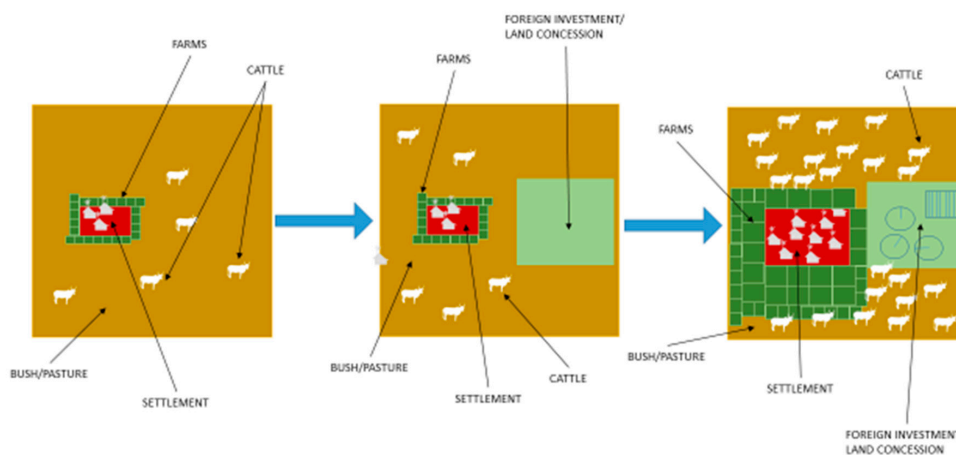 FARMS
CATTLE
BUSH/PASTURE
SETTLEMENT
FOREIGN INVESTMENT/
LAND CONCESSION
FARMS
BUSH/PASTURE
SETTLEMENT
CATTLE
CATTLE
FARMS
BUSH/PASTURE
SETTLEMENT
FOREIGN INVESTMENT
LAND CONCESSION